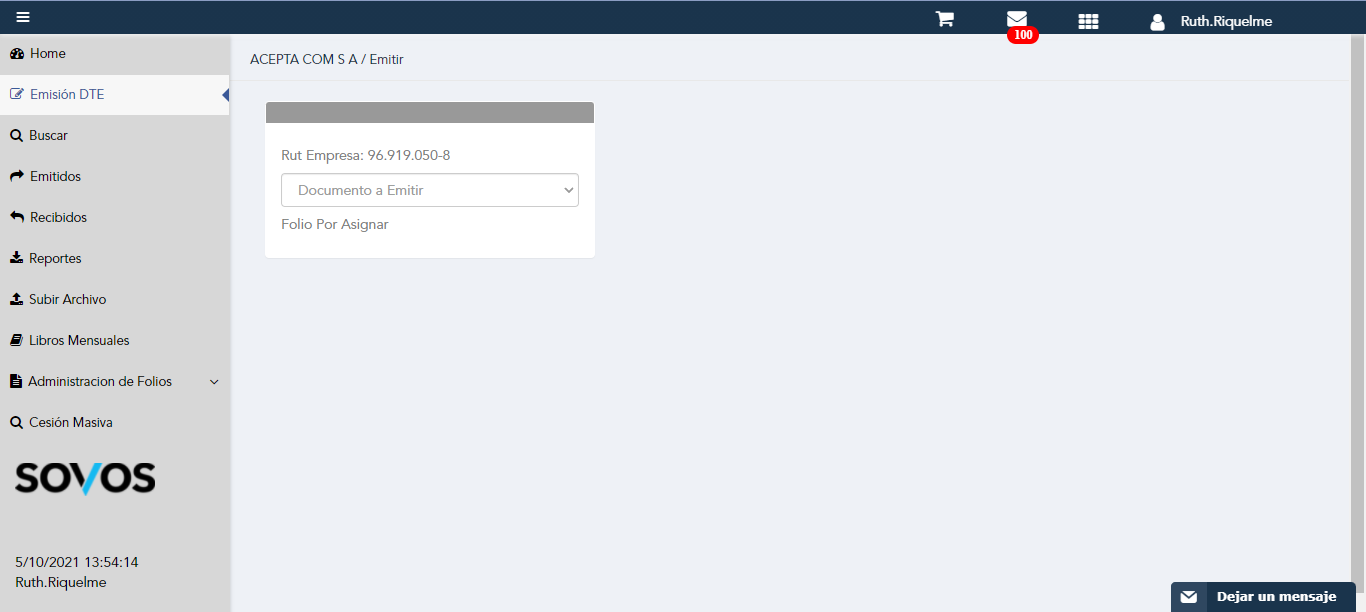 Ruth.Riquelme
100
Home
Emisión DTE
Buscar
Emitidos
Recibidos
Reportes
Subir Archivo
Libros Mensuales
Administracion de Folios
Cesión Masiva
SOVOS
5/10/2021 13:54:14
Ruth.Riquelme
ACEPTA COM S A / Emitir
Rut Empresa: 96.919.050-8
Documento a Emitir
Folio Por Asignar
Dejar un mensaje